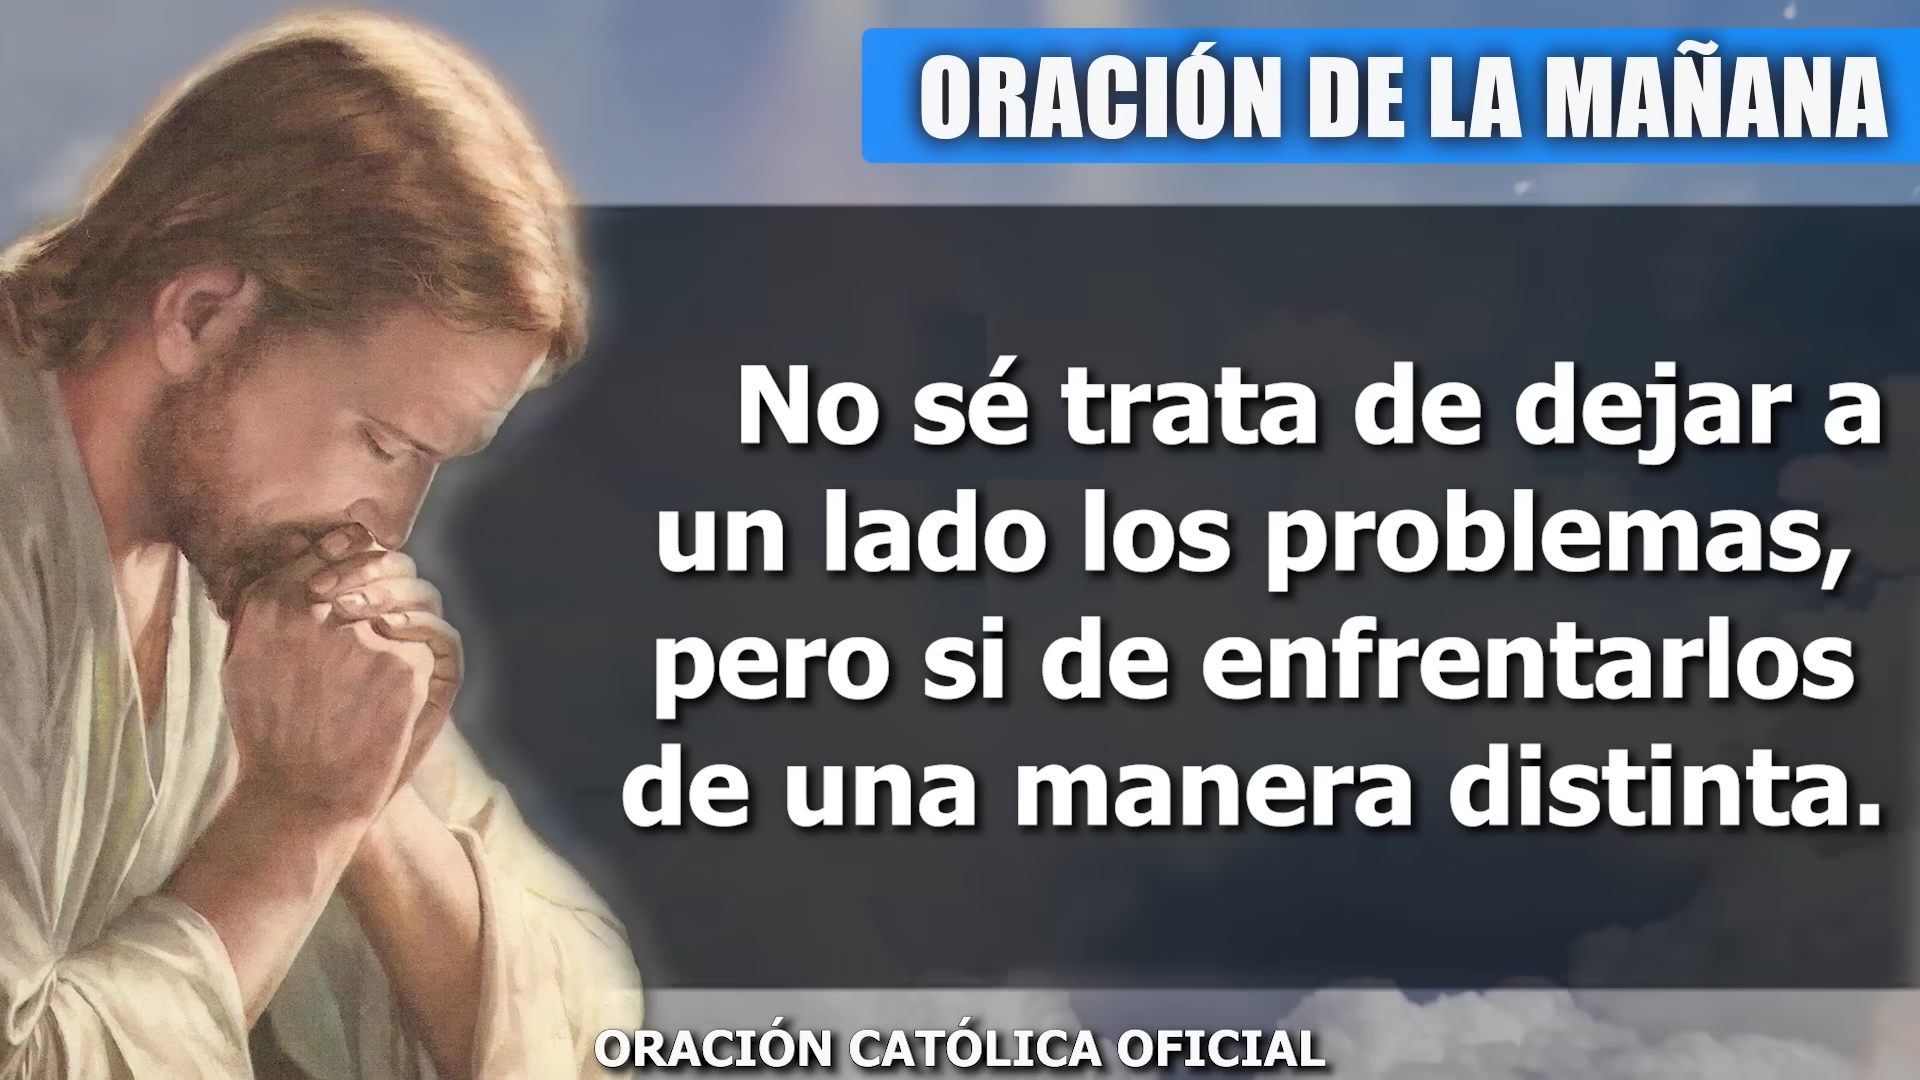 ORACIÓN DE LA MAÑANA
No sé trata de dejar a
un lado los problemas,
pero si de enfrentarlos
de una manera distinta.
ORACIÓN CATÓLICA OFICIAL